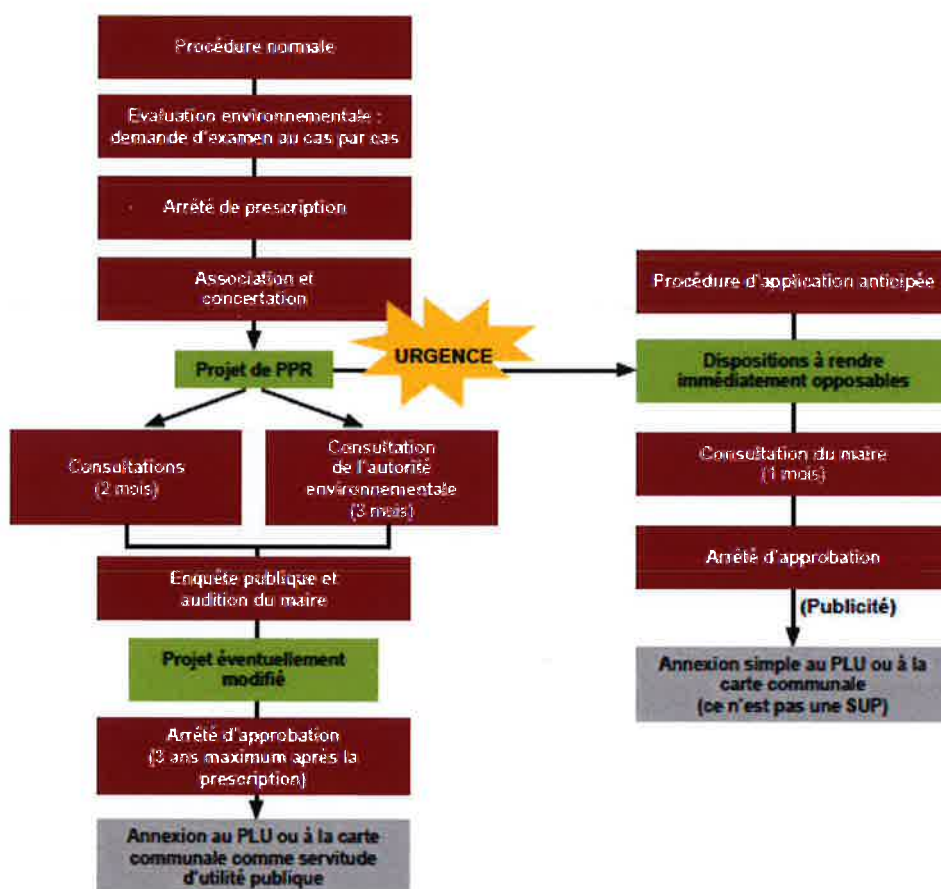 Procédure normale
Evaluation environnementale :
demande d'examen au cas par cas
Arrêté de prescription
Association et
concertation
Projet de PPR
URGENCE
Consultations
(2 mois)
Consultation
de l'autorité
environnementale
(3 mois)
Enquête publique et
audition du maire
Projet éventuellement
modifié
Arrêté d'approbation
(3 ans maximum après la
prescription)
Annexion au PLU ou à la carte
communale comme servitude
d'utilité publique
Procédure d'application anticipée
Dispositions à rendre
immédiatement opposables
Consultation du maire
(1 mois)
Arrêté d'approbation
(Publicité)
Annexion simple au PLU ou à la
carte communale
(ce n'est pas une SUP)